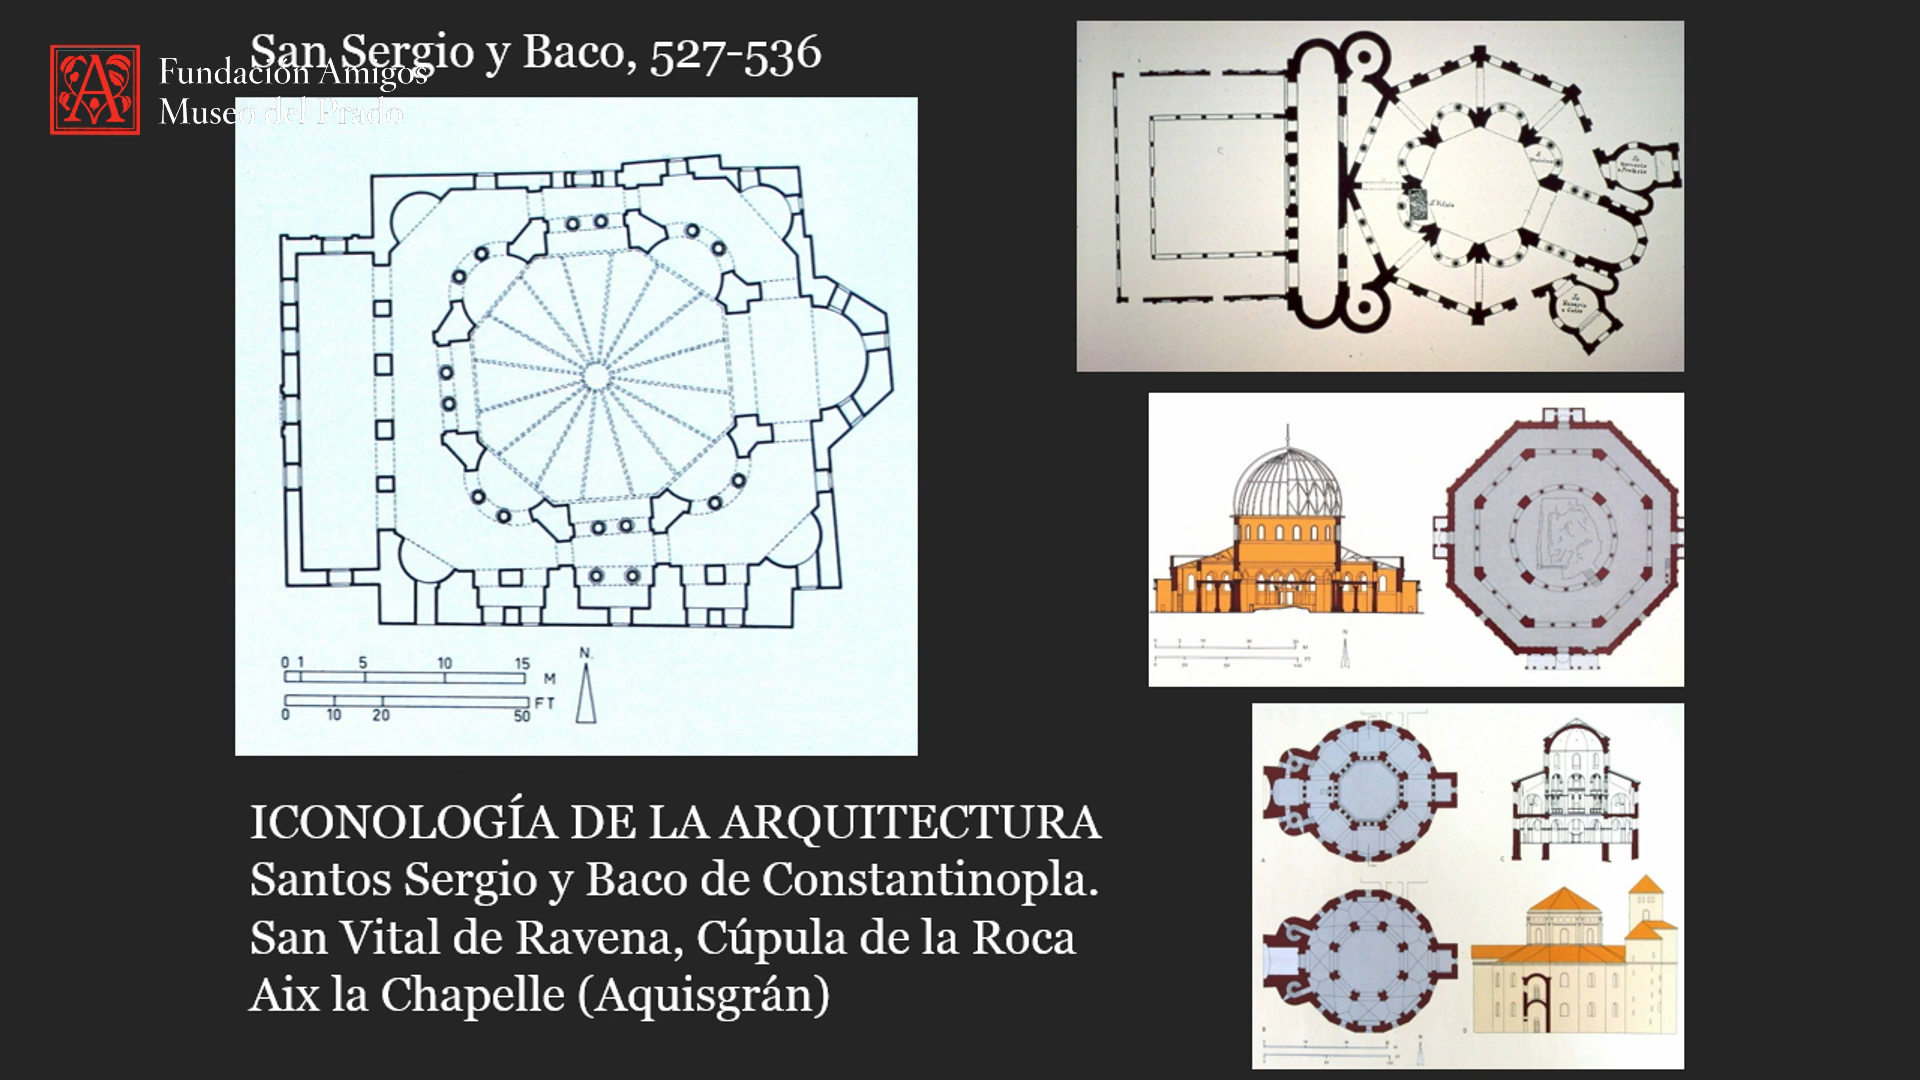 San Sergio y Baco, 527-536
Fundación Amigos
Museo del Prado
0 1 5 10 15
M
N.
FT
0 10 20 50
ICONOLOGÍA DE LA ARQUITECTURA
Santos Sergio y Baco de Constantinopla.
San Vital de Ravena, Cúpula de la Roca
Aix la Chapelle (Aquisgrán)
S. Vitale
N
M
FT
A
C
B
D
N